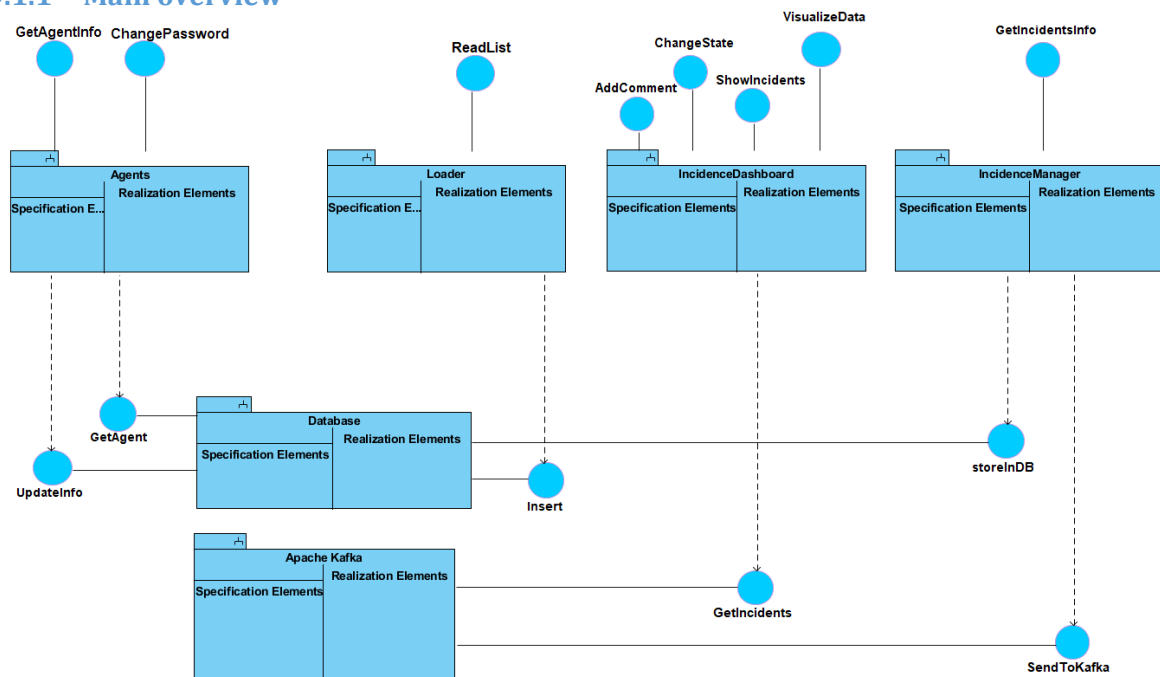 Main overview
GetAgentInfo
ChangePassword
ReadList
AddComment
ChangeState
ShowIncidents
VisualizeData
GetIncidentsInfo
Agents
Realization Elements
Specification E...
Loader
Realization Elements
Specification E...
IncidenceDashboard
Realization Elements
Specification Elements
IncidenceManager
Realization Elements
Specification Elements
GetAgent
UpdateInfo
Database
Realization Elements
Specification Elements
Insert
storeInDB
Apache Kafka
Realization Elements
Specification Elements
GetIncidents
SendToKafka